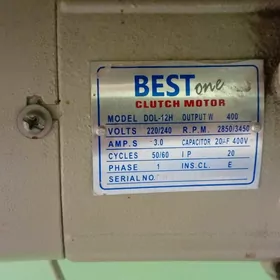 BEST one
CLUTCH MOTOR
MODEL DOL-12H OUTPUT W 400
VOLTS 220/240 R.P.M. 2850/3450
AMP.S 3.0 CAPACITOR 20µF 400V
CYCLES 50/60 I P 20
PHASE 1 INS.CL. E
SERIAL NO.